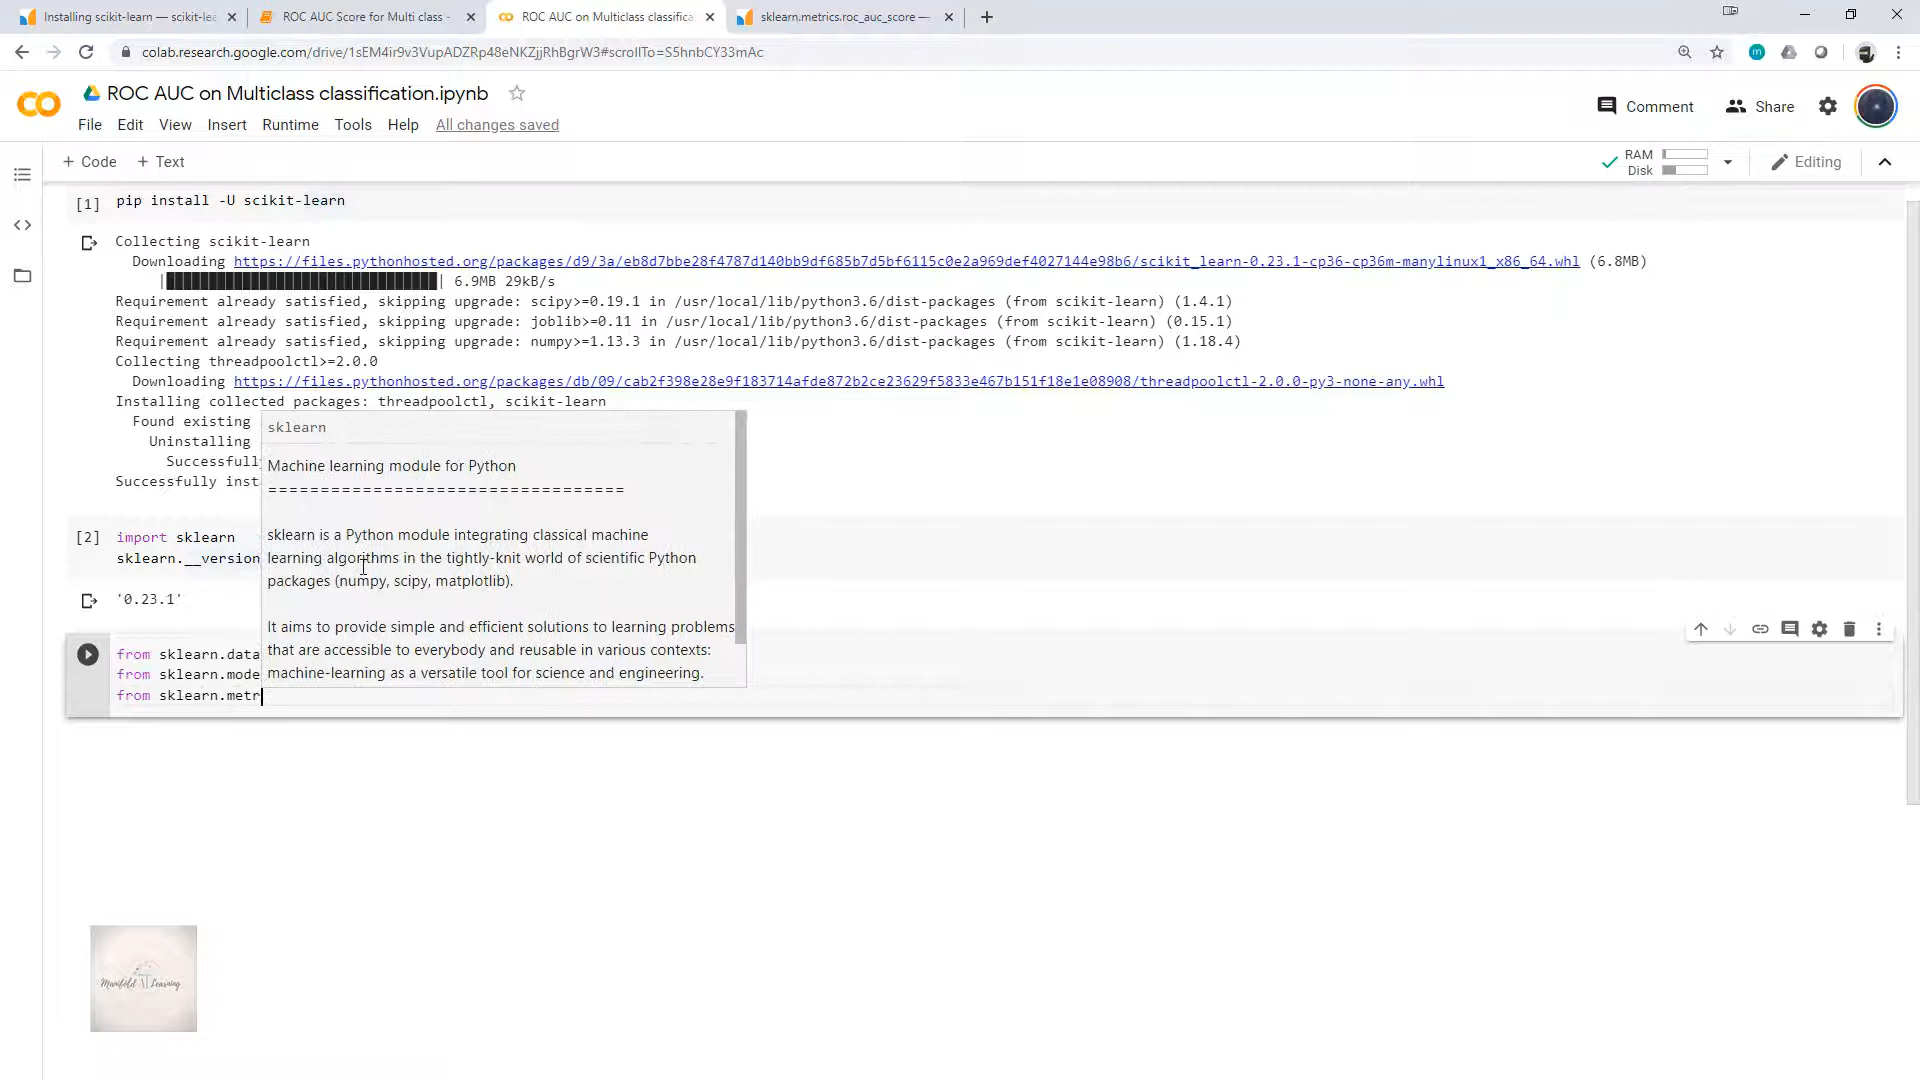 Installing scikit-learn — scikit-lea
ROC AUC Score for Multi class -
ROC AUC on Multiclass classifica
sklearn.metrics.roc_auc_score —
colab.research.google.com/drive/1sEM4ir9v3VupADZRp48eNKZjjRhBgrW3#scrollTo=S5hnbCY33mAc
ROC AUC on Multiclass classification.ipynb
Comment
Share
File Edit View Insert Runtime Tools Help All changes saved
+ Code + Text
RAM
Disk
Editing
[1] pip install -U scikit-learn
Collecting scikit-learn
Downloading https://files.pythonhosted.org/packages/d9/3a/eb8d7bbe28f4787d140bb9df685b7d5bf6115c0e2a969def4027144e98b6/scikit_learn-0.23.1-cp36-cp36m-manylinux1_x86_64.whl (6.8MB)
6.9MB 29kB/s
Requirement already satisfied, skipping upgrade: scipy>=0.19.1 in /usr/local/lib/python3.6/dist-packages (from scikit-learn) (1.4.1)
Requirement already satisfied, skipping upgrade: joblib>=0.11 in /usr/local/lib/python3.6/dist-packages (from scikit-learn) (0.15.1)
Requirement already satisfied, skipping upgrade: numpy>=1.13.3 in /usr/local/lib/python3.6/dist-packages (from scikit-learn) (1.18.4)
Collecting threadpoolctl>=2.0.0
Downloading https://files.pythonhosted.org/packages/db/09/cab2f398e28e9f183714afde872b2ce23629f5833e467b151f18e1e08908/threadpoolctl-2.0.0-py3-none-any.whl
Installing collected packages: threadpoolctl, scikit-learn
Found existing
Uninstalling
Successfull
Successfully inst
sklearn
Machine learning module for Python
==================================
sklearn is a Python module integrating classical machine
learning algorithms in the tightly-knit world of scientific Python
packages (numpy, scipy, matplotlib).
It aims to provide simple and efficient solutions to learning problems
that are accessible to everybody and reusable in various contexts:
machine-learning as a versatile tool for science and engineering.
[2] import sklearn
sklearn.__version
'0.23.1'
from sklearn.data
from sklearn.mode
from sklearn.metr
Manifold AI Learning